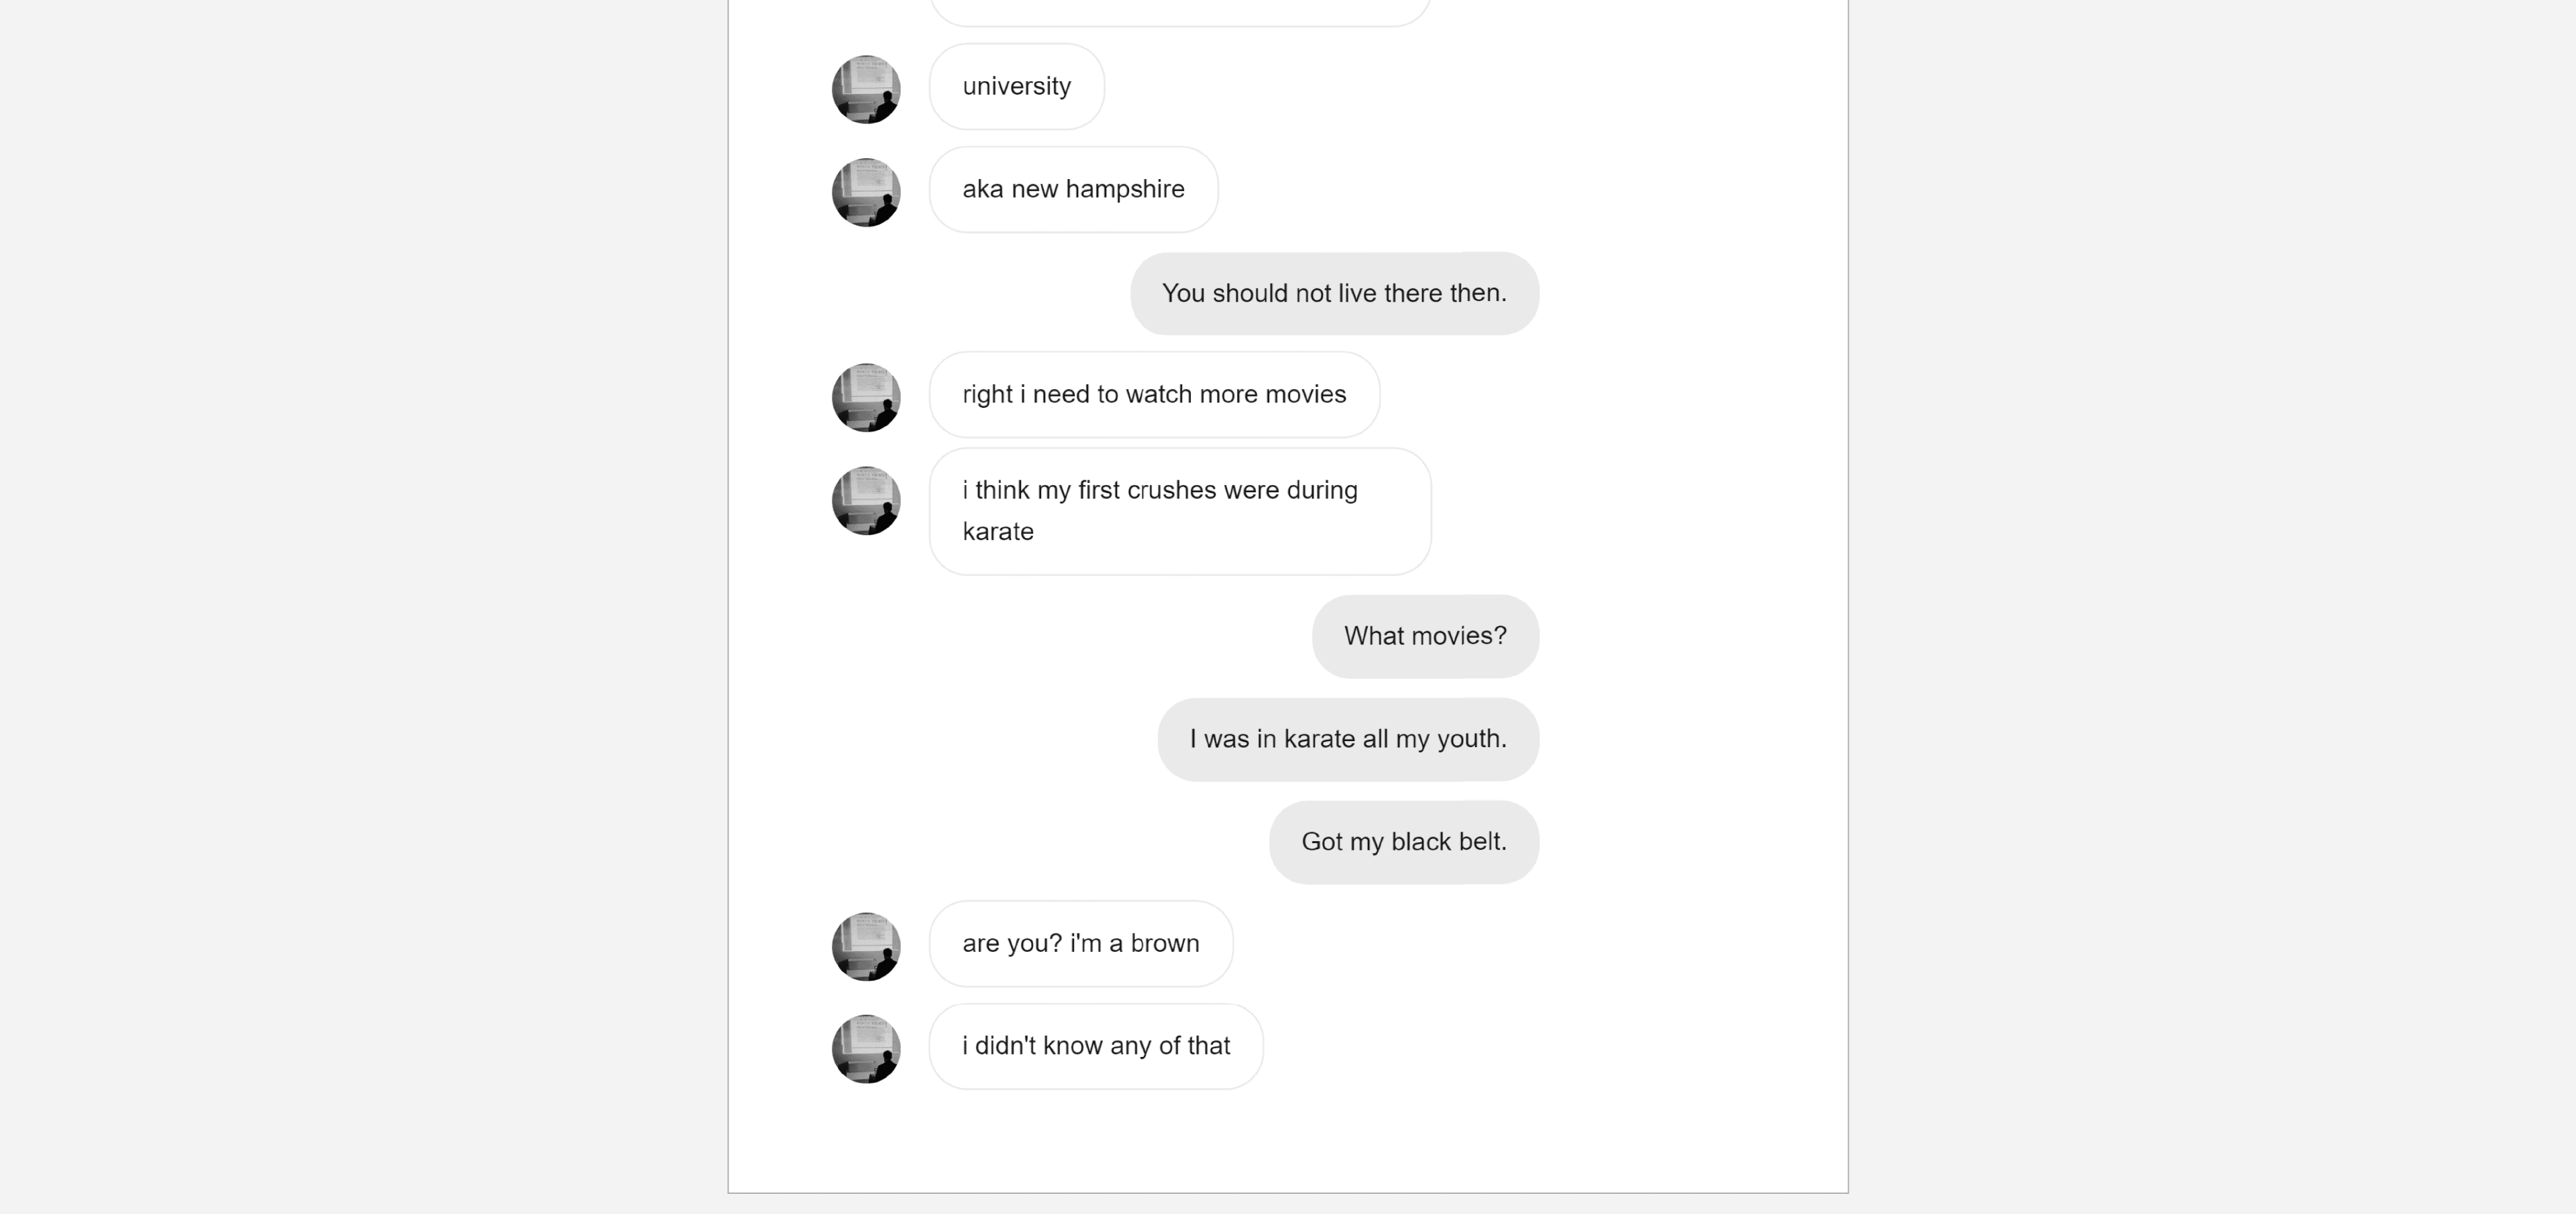 university
aka new hampshire
You should not live there then.
right i need to watch more movies
i think my first crushes were during
karate
What movies?
I was in karate all my youth.
Got my black belt.
are you? i'm a brown
i didn't know any of that